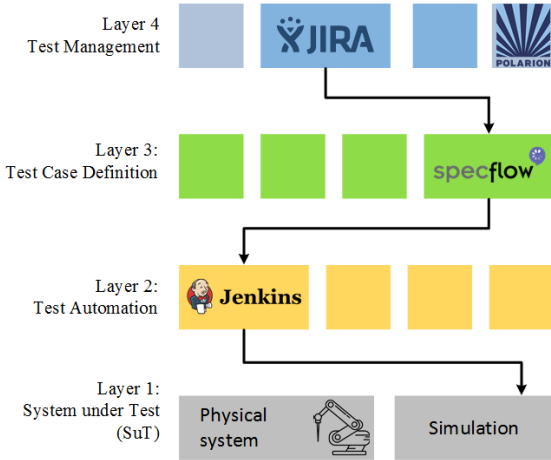 Layer 4
Test Management
JIRA
POLARION
Layer 3:
Test Case Definition
specflow
Layer 2:
Test Automation
Jenkins
Layer 1:
System under Test
(SuT)
Physical
system
Simulation